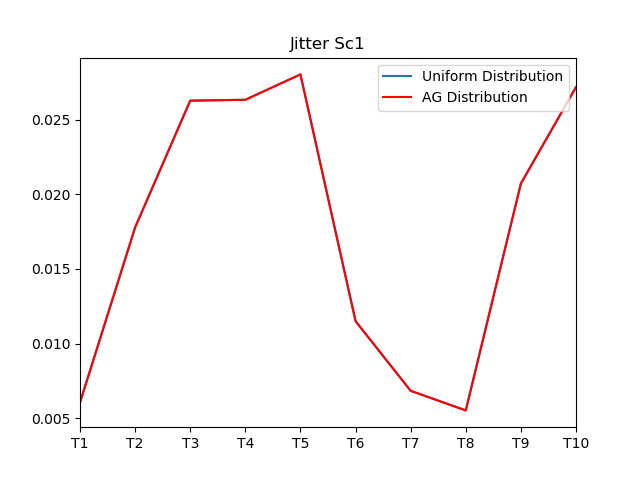 Jitter Sc1
Uniform Distribution
AG Distribution
0.025
0.020
0.015
0.010
0.005
T1 T2 T3 T4 T5 T6 T7 T8 T9 T10